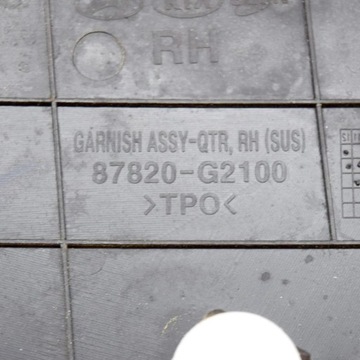 RH
GARNISH ASSY-QTR, RH (SUS)
87820-G2100
>TPO<